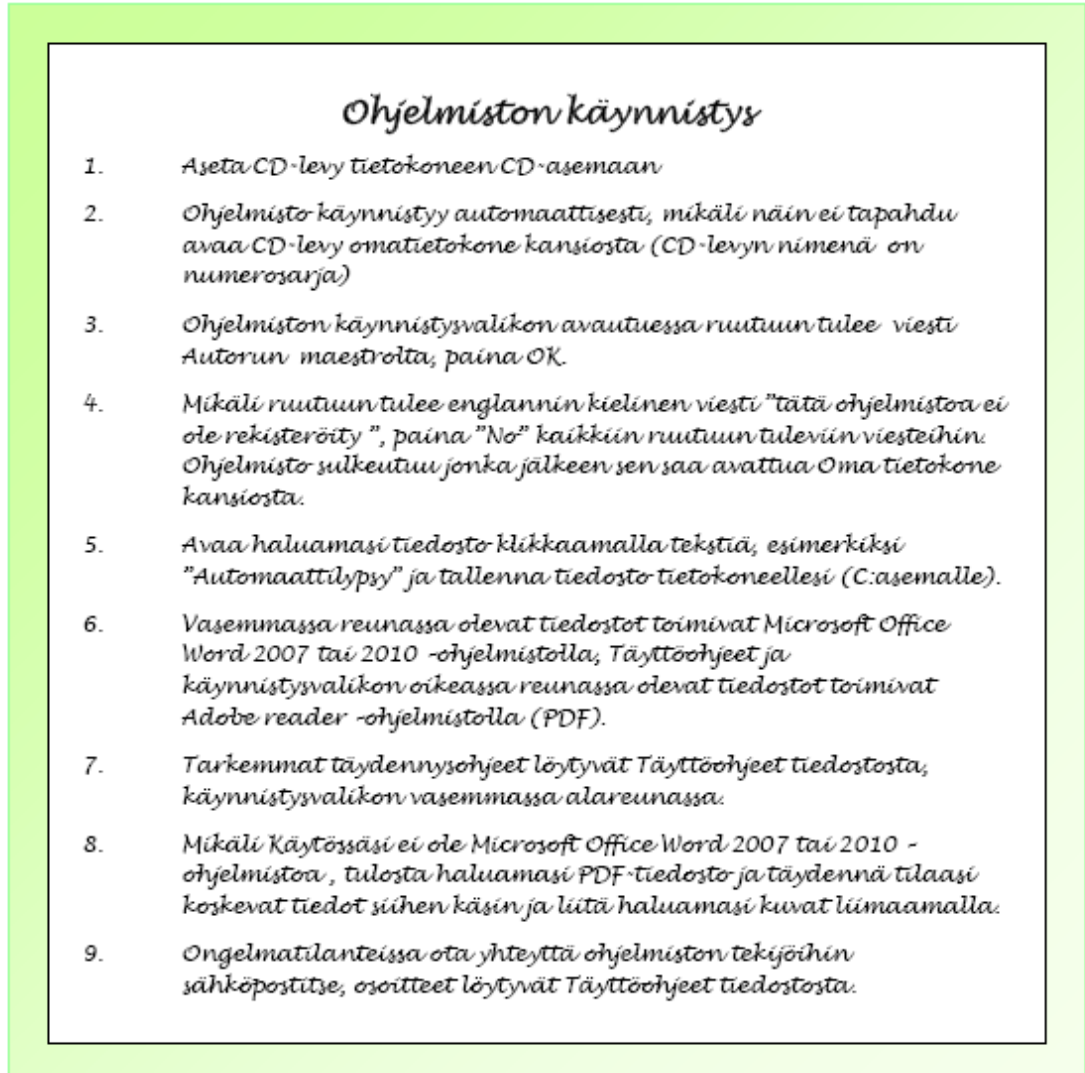 Ohjelmiston käynnistys
1. Aseta CD-levy tietokoneen CD-asemaan
2. Ohjelmisto käynnistyy automaattisesti, mikäli näin ei tapahdu
avaa CD-levy omatietokone kansiosta (CD-levyn nimenä on
numerosarja)
3. Ohjelmiston käynnistysvalikon avautuessa ruutuun tulee viesti
Autorun maestrolta, paina OK.
4. Mikäli ruutuun tulee englannin kielinen viesti ”tätä ohjelmistoa ei
ole rekisteröity ”, paina ”No” kaikkiin ruutuun tuleviin viesteihin.
Ohjelmisto sulkeutuu jonka jälkeen sen saa avattua Oma tietokone
kansiosta.
5. Avaa haluamasi tiedosto klikkaamalla tekstiä, esimerkiksi
”Automaattilypsy” ja tallenna tiedosto tietokoneellesi (C:asemalle).
6. Vasemmassa reunassa olevat tiedostot toimivat Microsoft Office
Word 2007 tai 2010 -ohjelmistolla, Täyttöohjeet ja
käynnistysvalikon oikeassa reunassa olevat tiedostot toimivat
Adobe reader -ohjelmistolla (PDF).
7. Tarkemmat täydennysohjeet löytyvät Täyttöohjeet tiedostosta,
käynnistysvalikon vasemmassa alareunassa.
8. Mikäli Käytössäsi ei ole Microsoft Office Word 2007 tai 2010 -
ohjelmistoa , tulosta haluamasi PDF-tiedosto ja täydennä tilaasi
koskevat tiedot siihen käsin ja liitä haluamasi kuvat liimaamalla.
9. Ongelmatilanteissa ota yhteyttä ohjelmiston tekijöihin
sähköpostitse, osoitteet löytyvät Täyttöohjeet tiedostosta.